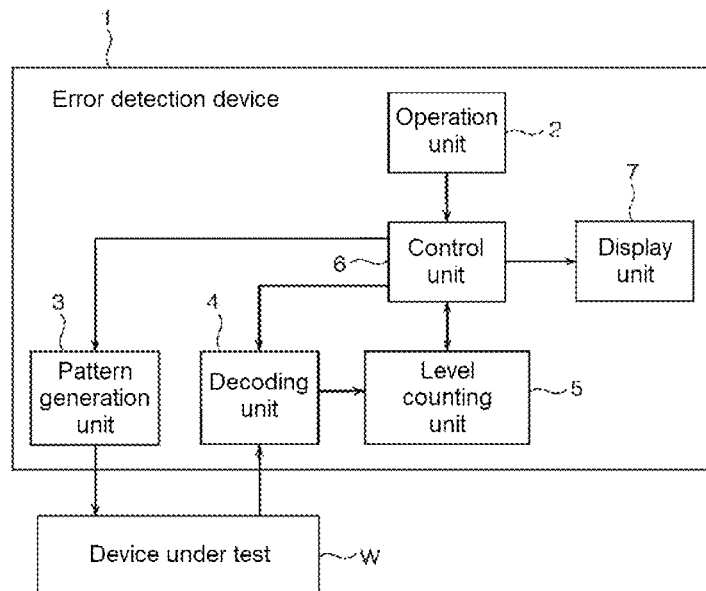 1
Error detection device
Operation
unit
2
7
6
Control
unit
Display
unit
3
4
Pattern
generation
unit
Decoding
unit
Level
counting
unit
5
Device under test
W